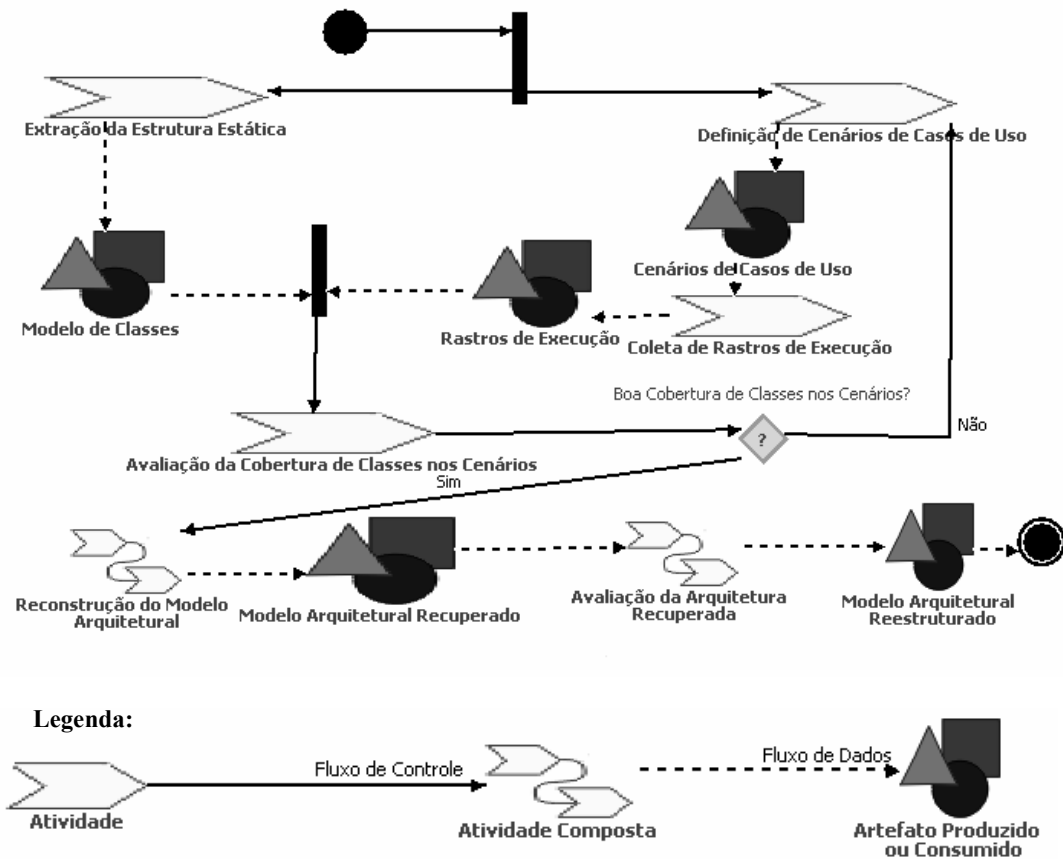 Extração da Estrutura Estática
Definição de Cenários de Casos de Uso
Cenários de Casos de Uso
Modelo de Classes
Rastros de Execução
Coleta de Rastros de Execução
Boa Cobertura de Classes nos Cenários?
?
Não
Avaliação da Cobertura de Classes nos Cenários
Sim
Reconstrução do Modelo
Arquitetural
Modelo Arquitetural Recuperado
Avaliação da Arquitetura
Recuperada
Modelo Arquitetural
Reestruturado
Legenda:
Fluxo de Controle
Fluxo de Dados
Atividade
Atividade Composta
Artefato Produzido
ou Consumido